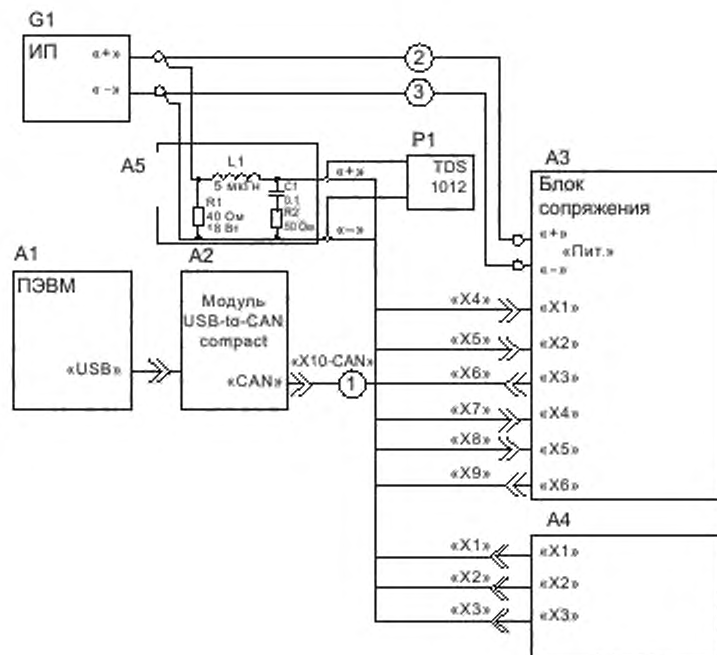 G1
ИП
«+»
«-»
2
3
A5
L1
5 мкГн
R1
40 Ом
18 Вт
C1
0.1
R2
50 Ом
«+»
«-»
P1
TDS
1012
A3
Блок
сопряжения
«+»
«Пит.»
«-»
A1
ПЭВМ
«USB»
A2
Модуль
USB-to-CAN
compact
«CAN»
«X10-CAN»
1
«X4» «X1»
«X5» «X2»
«X6» «X3»
«X7» «X4»
«X8» «X5»
«X9» «X6»
A4
«X1» «X1»
«X2» «X2»
«X3» «X3»